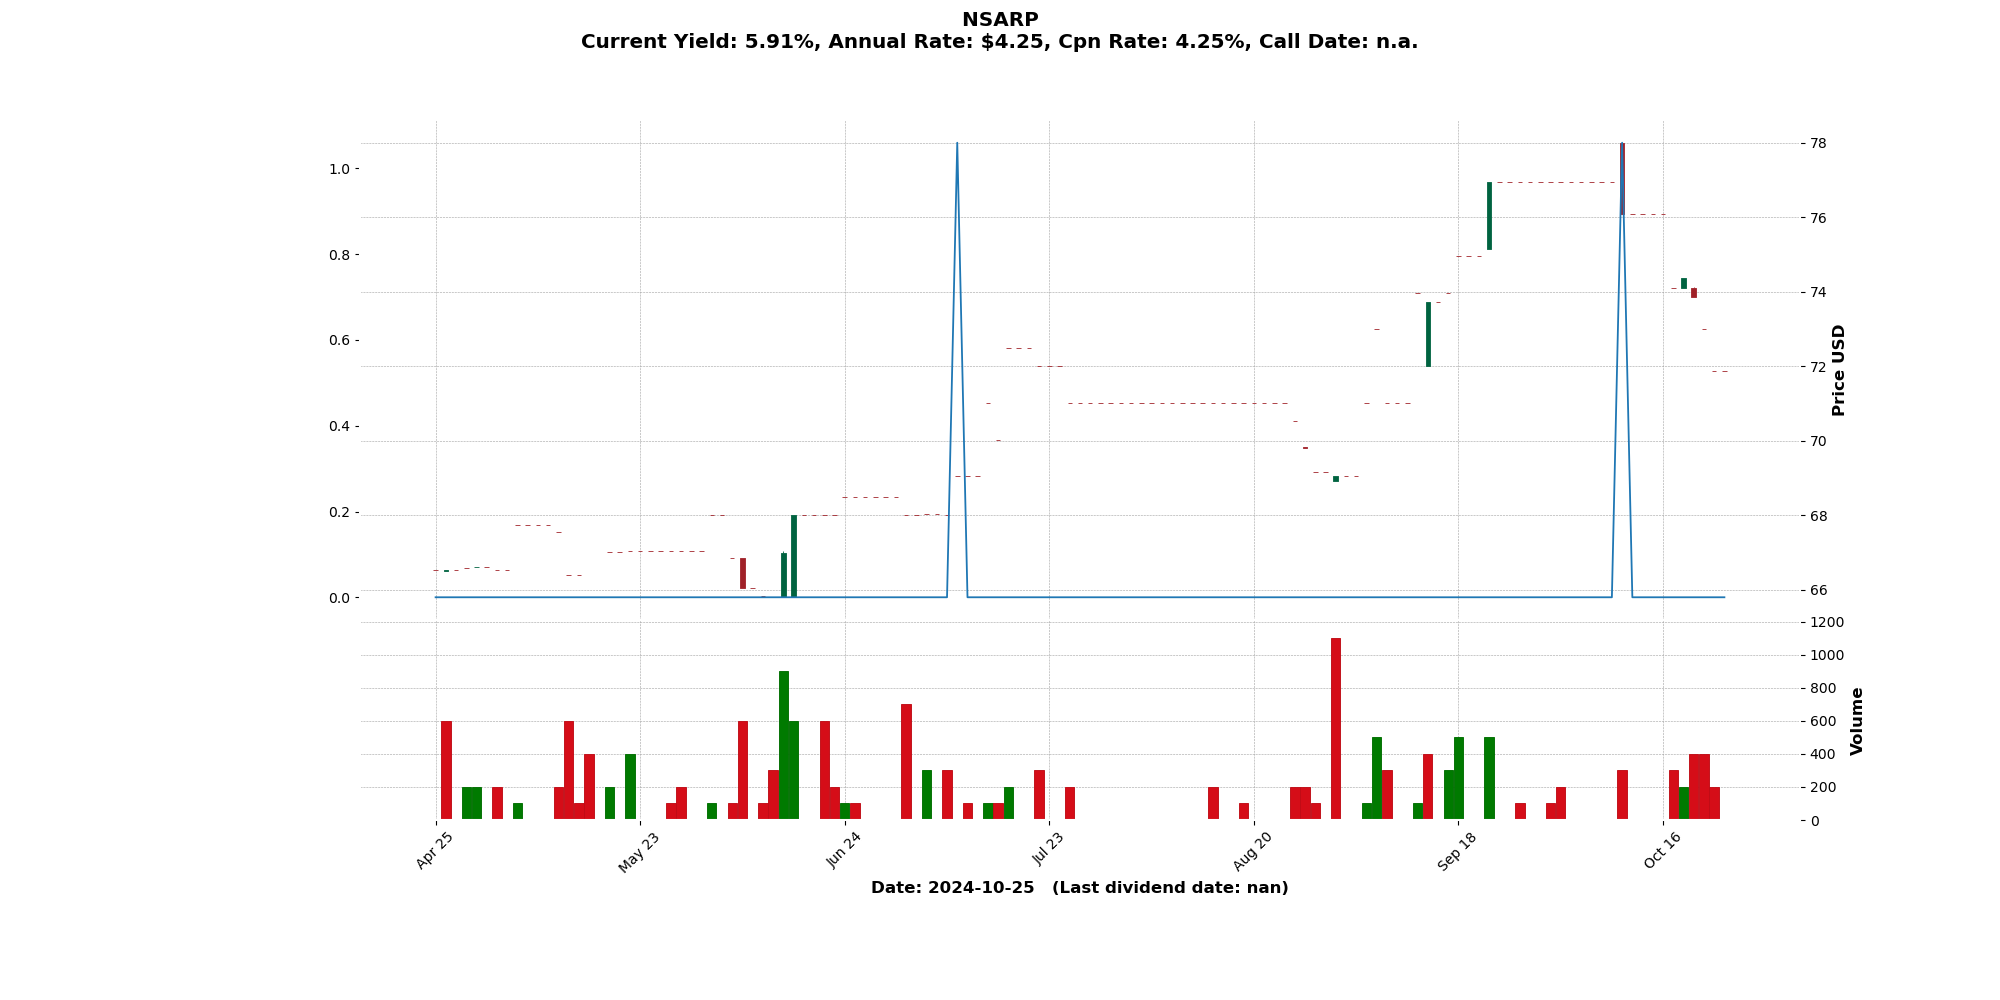 NSARP
Current Yield: 5.91%, Annual Rate: $4.25, Cpn Rate: 4.25%, Call Date: n.a.
1.0
0.8
0.6
0.4
0.2
0.0
78
76
74
72
70
68
66
Price USD
1200
1000
800
600
400
200
0
Volume
Apr 25
May 23
Jun 24
Jul 23
Aug 20
Sep 18
Oct 16
Date: 2024-10-25 (Last dividend date: nan)